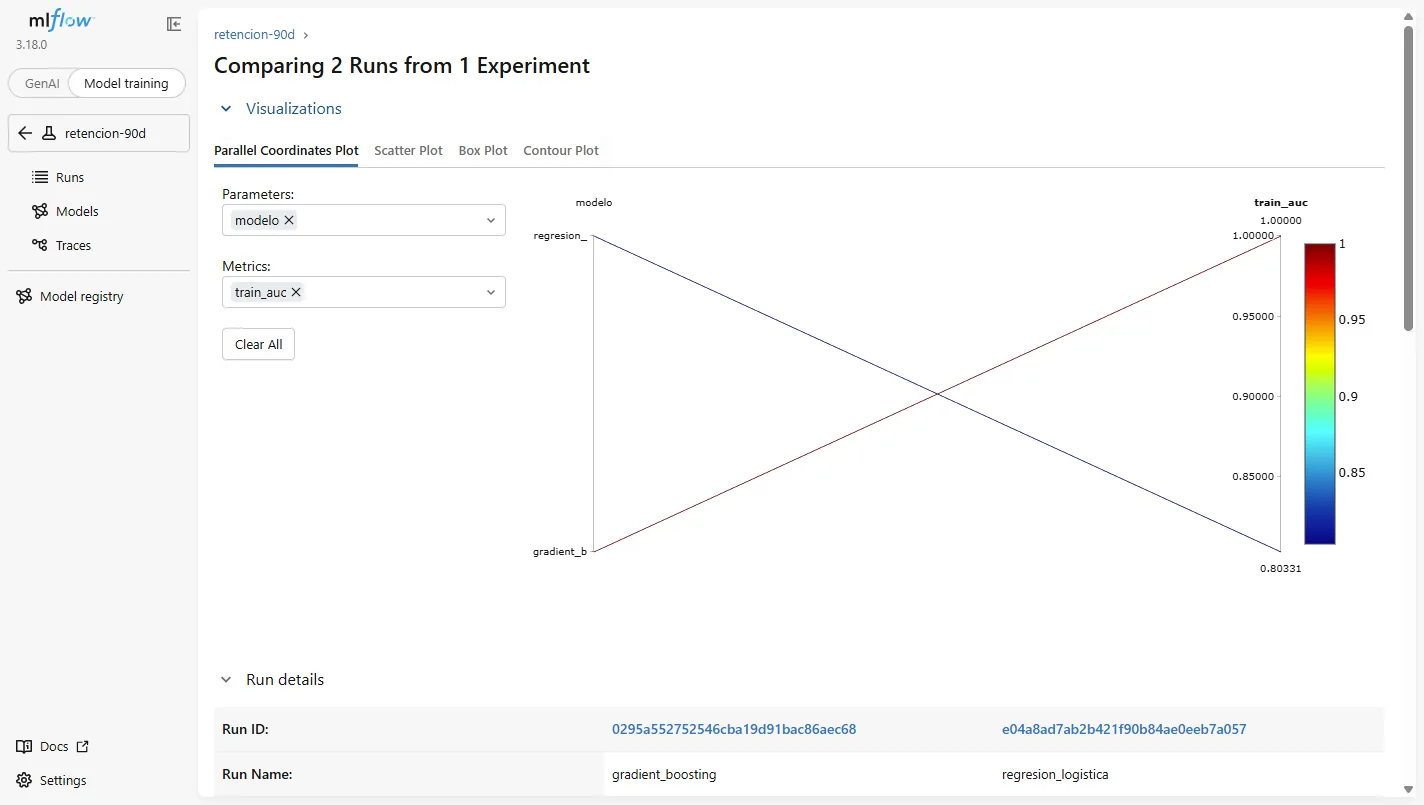 mlflow
3.18.0
GenAI
Model training
retencion-90d
Runs
Models
Traces
Model registry
Docs
Settings
retencion-90d
Comparing 2 Runs from 1 Experiment
Visualizations
Parallel Coordinates Plot Scatter Plot Box Plot Contour Plot
Parameters:
modelo
Metrics:
train_auc
Clear All
modelo
regresion_
gradient_b
train_auc
1.00000
1.00000
0.95000
0.90000
0.85000
0.80331
1
0.95
0.9
0.85
Run details
Run ID: 0295a552752546cba19d91bac86aec68 e04a8ad7ab2b421f90b84ae0eeb7a057
Run Name: gradient_boosting regresion_logistica